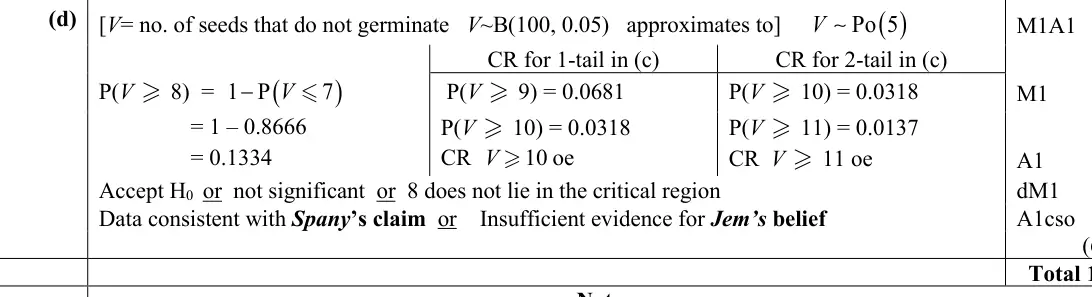 (d) [V= no. of seeds that do not germinate V~B(100, 0.05) approximates to] V ~ Po(5) M1A1
CR for 1-tail in (c) CR for 2-tail in (c)
P(V ⩾ 8) = 1 – P(V ⩽ 7) P(V ⩾ 9) = 0.0681 P(V ⩾ 10) = 0.0318 M1
= 1 – 0.8666 P(V ⩾ 10) = 0.0318 P(V ⩾ 11) = 0.0137
= 0.1334 CR V ⩾ 10 oe CR V ⩾ 11 oe A1
Accept H₀ or not significant or 8 does not lie in the critical region dM1
Data consistent with Spany’s claim or Insufficient evidence for Jem’s belief A1cso
Total 1